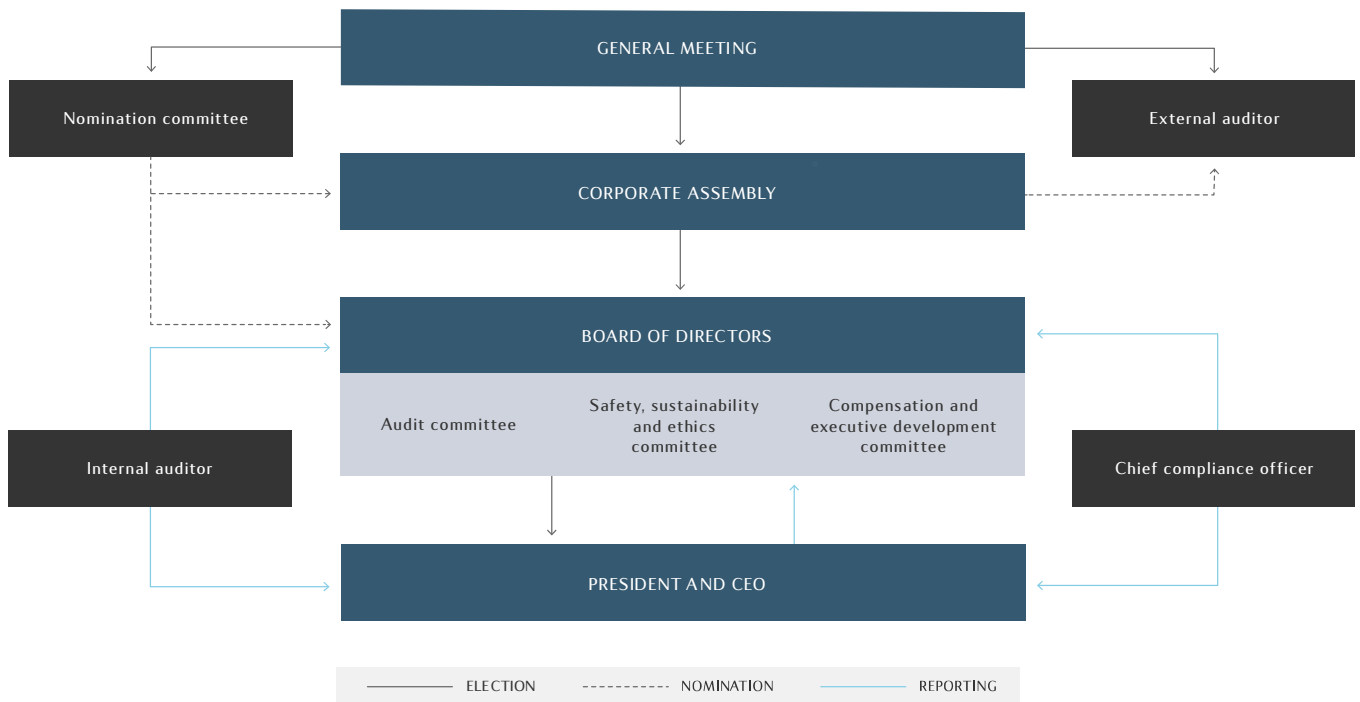 GENERAL MEETING
Nomination committee
External auditor
CORPORATE ASSEMBLY
BOARD OF DIRECTORS
Audit committee
Safety, sustainability
and ethics
committee
Compensation and
executive development
committee
Internal auditor
Chief compliance officer
PRESIDENT AND CEO
ELECTION
NOMINATION
REPORTING